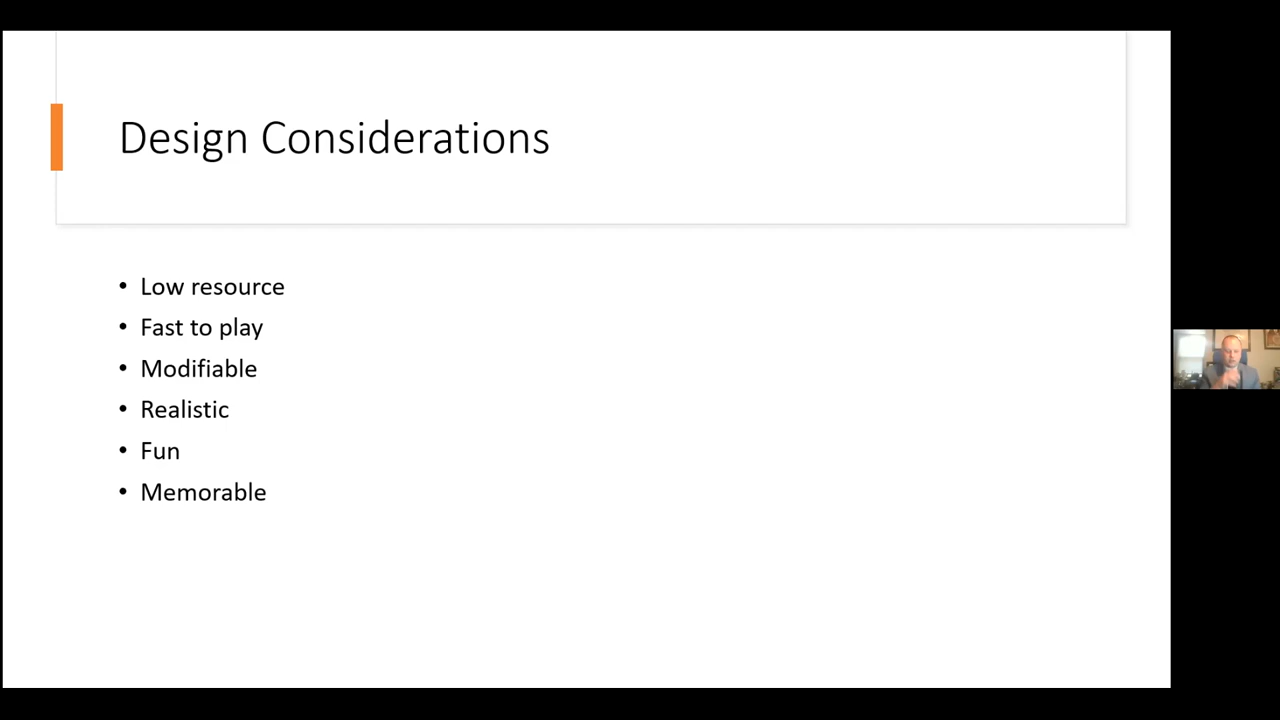 Design Considerations
• Low resource
• Fast to play
• Modifiable
• Realistic
• Fun
• Memorable